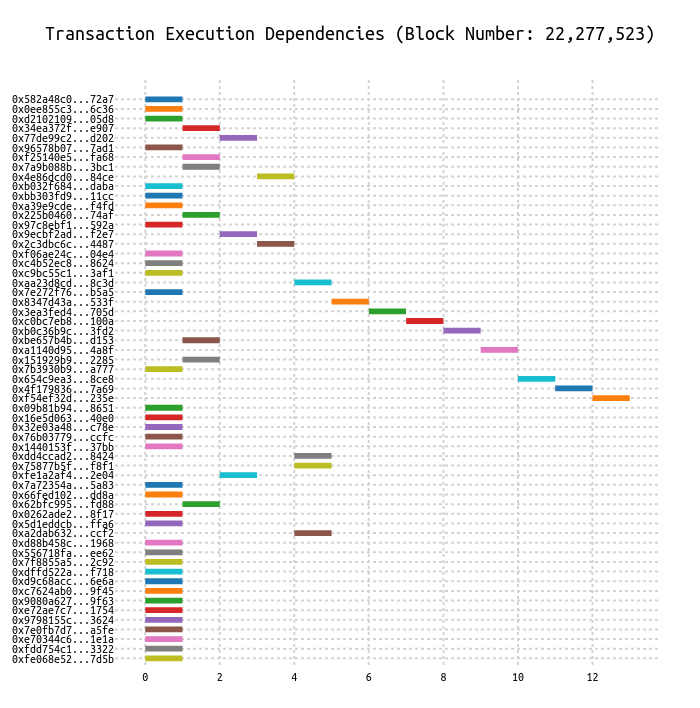 Transaction Execution Dependencies (Block Number: 22,277,523)
0x582a48c0...72a7
0x0ee855c3...6c36
0xd2102109...05d8
0x34ea372f...e907
0x77de99c2...d202
0x96578b07...7ad1
0xf25140e5...fa68
0x7a9b088b...3bc1
0x4e86dcd0...84ce
0xb032f684...daba
0xbb303fd9...11cc
0xa39e9cde...f4fd
0x225b0460...74af
0x97c8ebf1...592a
0x9ecbf2ad...f2e7
0x2c3dbc6c...4487
0xf06ae24c...04e4
0xc4b52ec8...8624
0xc9bc55c1...3af1
0xaa23d8cd...8c3d
0x7e272f76...b5a5
0x8347d43a...533f
0x3ea3fed4...705d
0xc0bc7eb8...100a
0xb0c36b9c...3fd2
0xbe657b4b...d153
0xa1140d95...4a8f
0x151929b9...2285
0x7b3930b9...a777
0x654c9ea3...8ce8
0x4f179836...7a69
0xf54ef32d...235e
0x09b81b94...8651
0x16e5d063...40e0
0x32e03a48...c78e
0x76b03779...ccfc
0x1440153f...37bb
0xdd4ccad2...8424
0x75877b5f...f8f1
0xfe1a2af4...2e04
0x7a72354a...5a83
0x66fed102...dd8a
0x62bfc995...fd88
0x0262ade2...8f17
0x5d1eddcb...ffa6
0xa2dab632...ccf2
0xd88b458c...1968
0x556718fa...ee62
0x7f8855a5...2c92
0xdffd522a...f718
0xd9c68acc...6e6a
0xc7624ab0...9f45
0x9080a627...9f63
0xe72ae7c7...1754
0x9798155c...3624
0x7e0fb7d7...a5fe
0xe70344c6...1e1a
0xfdd754c1...3322
0xfe068e52...7d5b
0 2 4 6 8 10 12